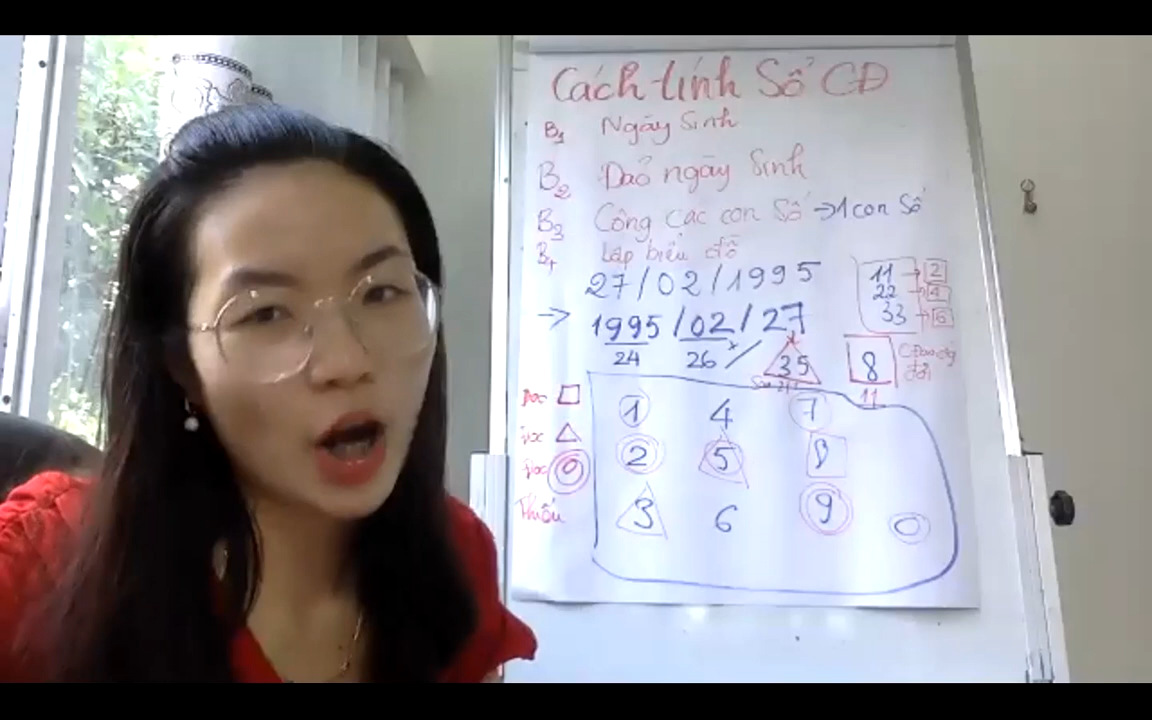 Cách tính Số CĐ
B1 Ngày Sinh
B2 Đảo ngày Sinh
B3 Cộng các con Số → 1 con Số
B4 Lập biểu đồ
27/02/1995
→ 1995/02/27
24 26 35
8
11
11 → 2
22 → 4
33 → 6
1 4 7
2 5 8
3 6 9 0
Thiếu